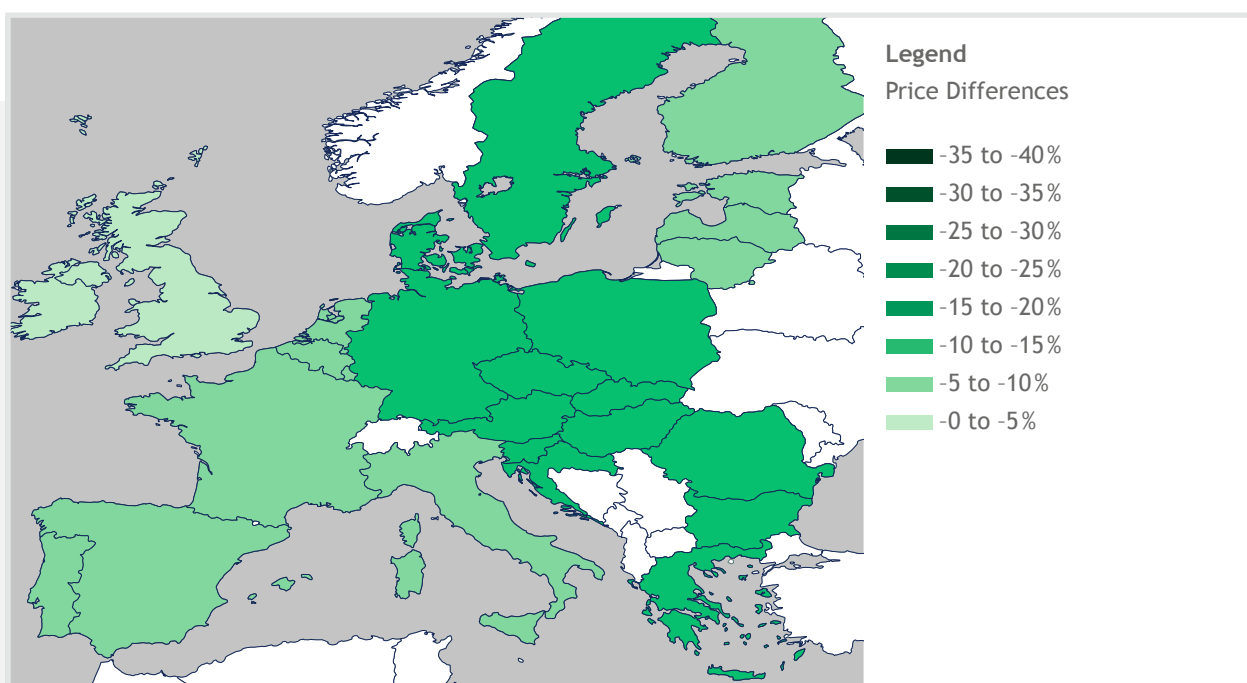 Legend
Price Differences
-35 to -40%
-30 to -35%
-25 to -30%
-20 to -25%
-15 to -20%
-10 to -15%
-5 to -10%
-0 to -5%